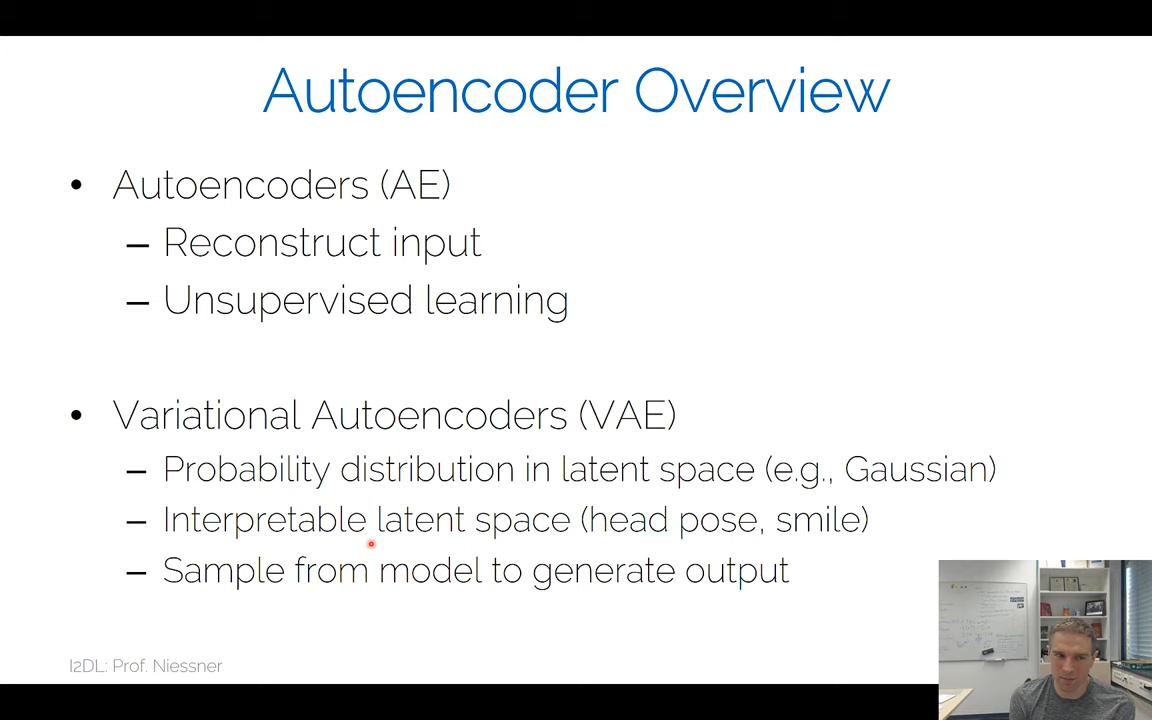 Autoencoder Overview
• Autoencoders (AE)
– Reconstruct input
– Unsupervised learning
• Variational Autoencoders (VAE)
– Probability distribution in latent space (e.g., Gaussian)
– Interpretable latent space (head pose, smile)
– Sample from model to generate output
I2DL: Prof. Niessner